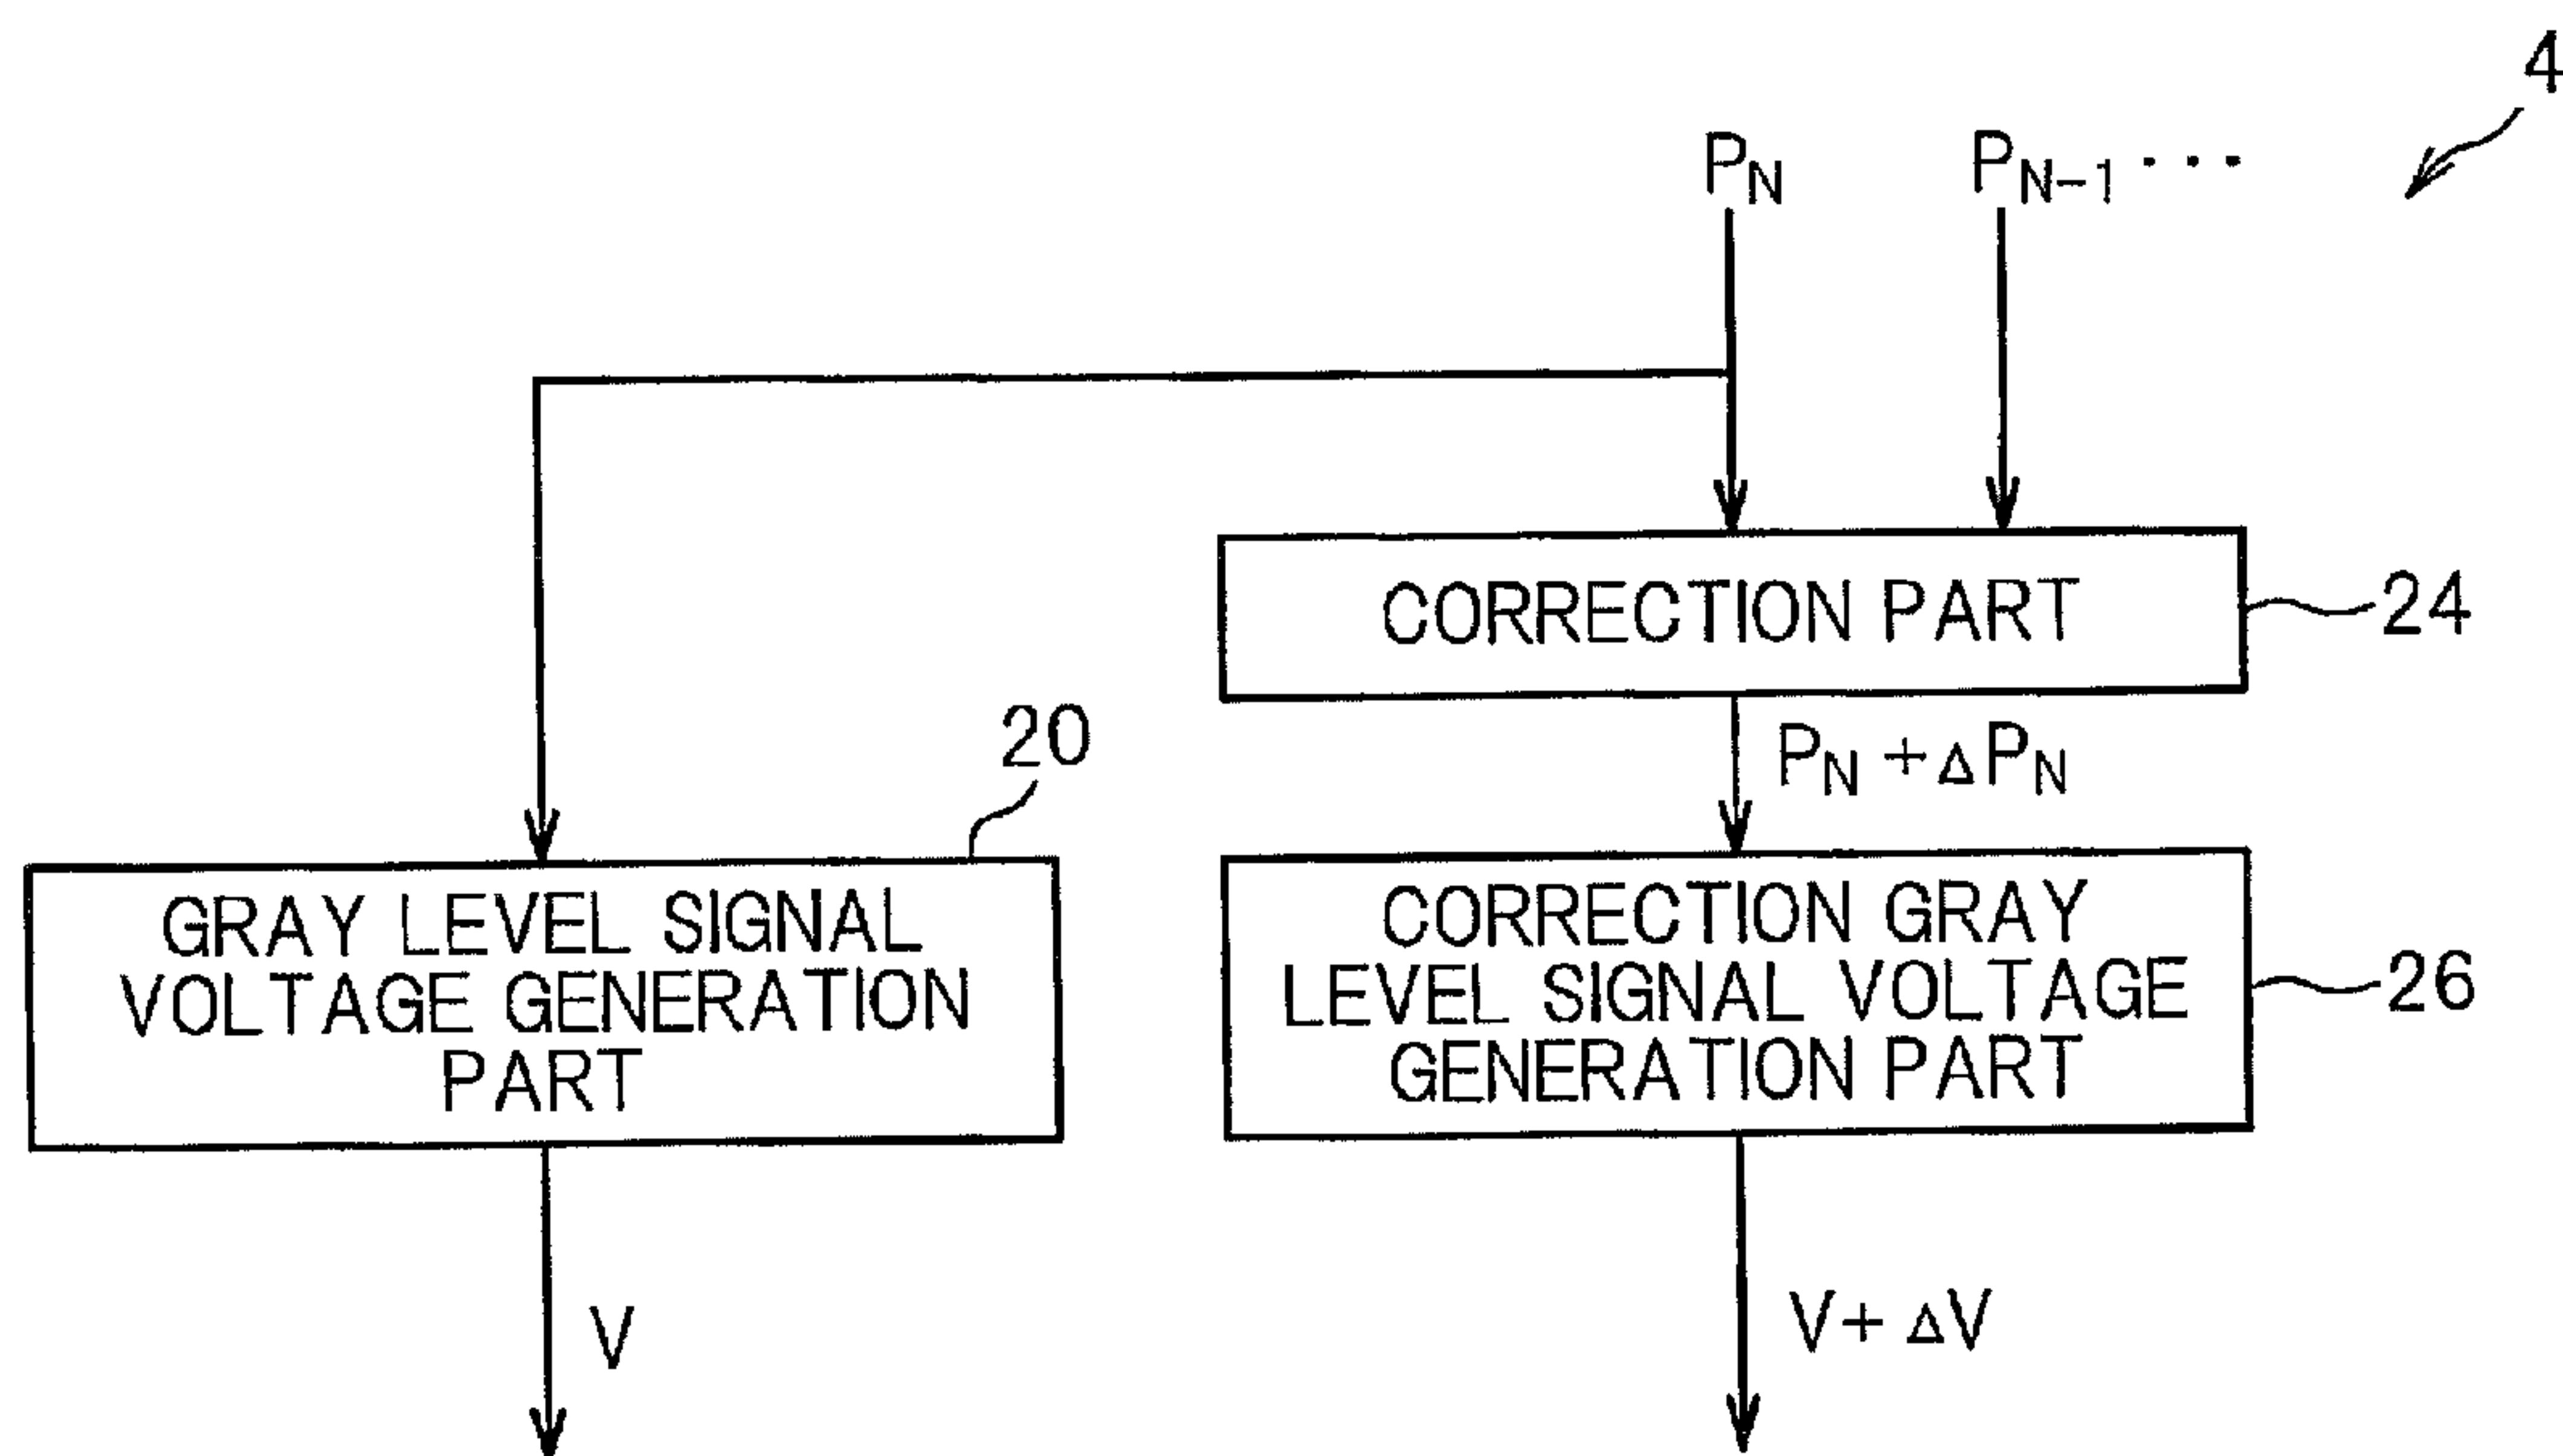 4
P_N P_{N-1} ···
CORRECTION PART
24
20
P_N + ΔP_N
GRAY LEVEL SIGNAL
VOLTAGE GENERATION
PART
CORRECTION GRAY
LEVEL SIGNAL VOLTAGE
GENERATION PART
26
V
V + ΔV